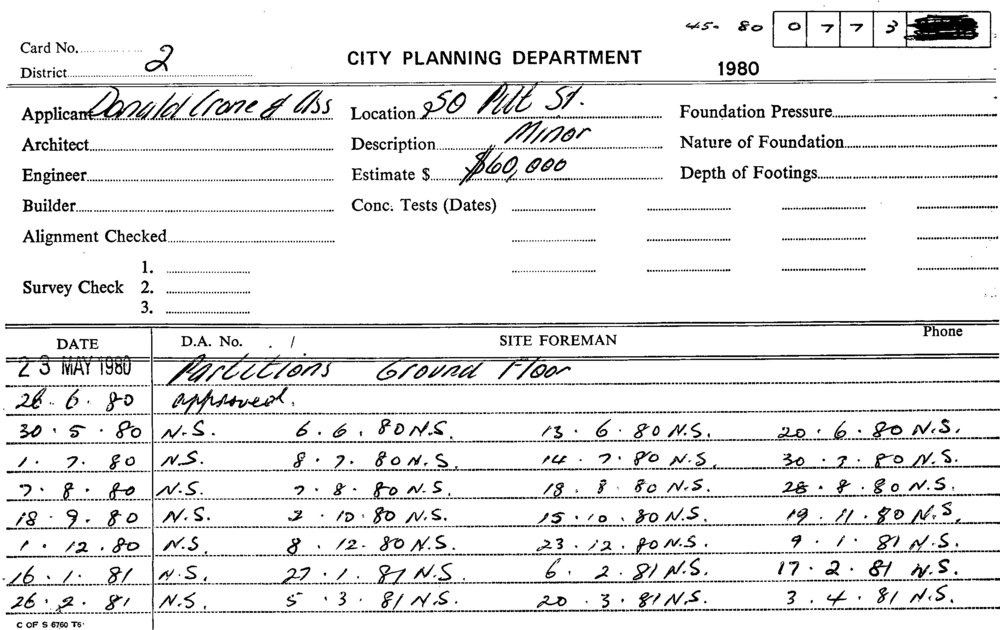 45- 80 0 7 7 3
Card No.
District 2
CITY PLANNING DEPARTMENT
1980
Applicant Donald Crone & Ass Location 250 Pitt St. Foundation Pressure
Architect Description Minor Nature of Foundation
Engineer Estimate $ $60,000 Depth of Footings
Builder Conc. Tests (Dates)
Alignment Checked
1.
Survey Check 2.
3.
DATE D.A. No. / SITE FOREMAN Phone
23 MAY 1980 Partitions Ground Floor
26.6.80 approved.
30.5.80 N.S. 6.6.80 N.S. 13.6.80 N.S. 20.6.80 N.S.
1.7.80 N.S. 8.7.80 N.S. 14.7.80 N.S. 30.7.80 N.S.
7.8.80 N.S. 7.8.80 N.S. 18.8.80 N.S. 28.8.80 N.S.
18.9.80 N.S. 2.10.80 N.S. 15.10.80 N.S. 19.11.80 N.S.
1.12.80 N.S. 8.12.80 N.S. 23.12.80 N.S. 9.1.81 N.S.
16.1.81 N.S. 27.1.81 N.S. 6.2.81 N.S. 17.2.81 N.S.
26.2.81 N.S. 5.3.81 N.S. 20.3.81 N.S. 3.4.81 N.S.
C OF S 6760 T6